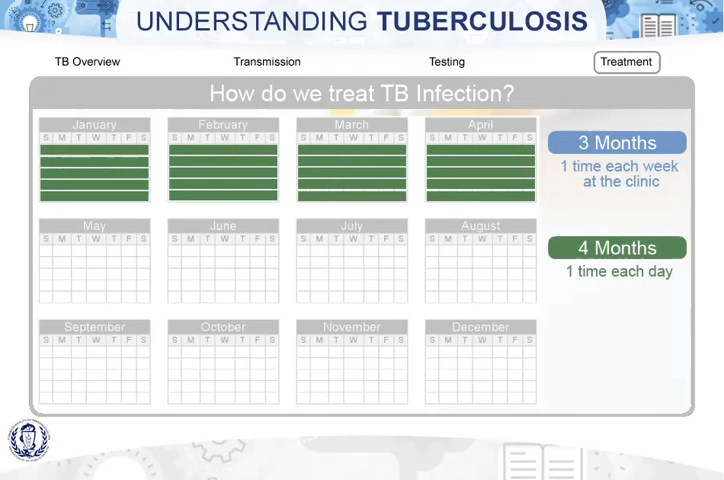 UNDERSTANDING TUBERCULOSIS
TB Overview Transmission Testing Treatment
How do we treat TB Infection?
January February March April
S M T W T F S S M T W T F S S M T W T F S S M T W T F S
3 Months
1 time each week
at the clinic
May June July August
S M T W T F S S M T W T F S S M T W T F S S M T W T F S
4 Months
1 time each day
September October November December
S M T W T F S S M T W T F S S M T W T F S S M T W T F S